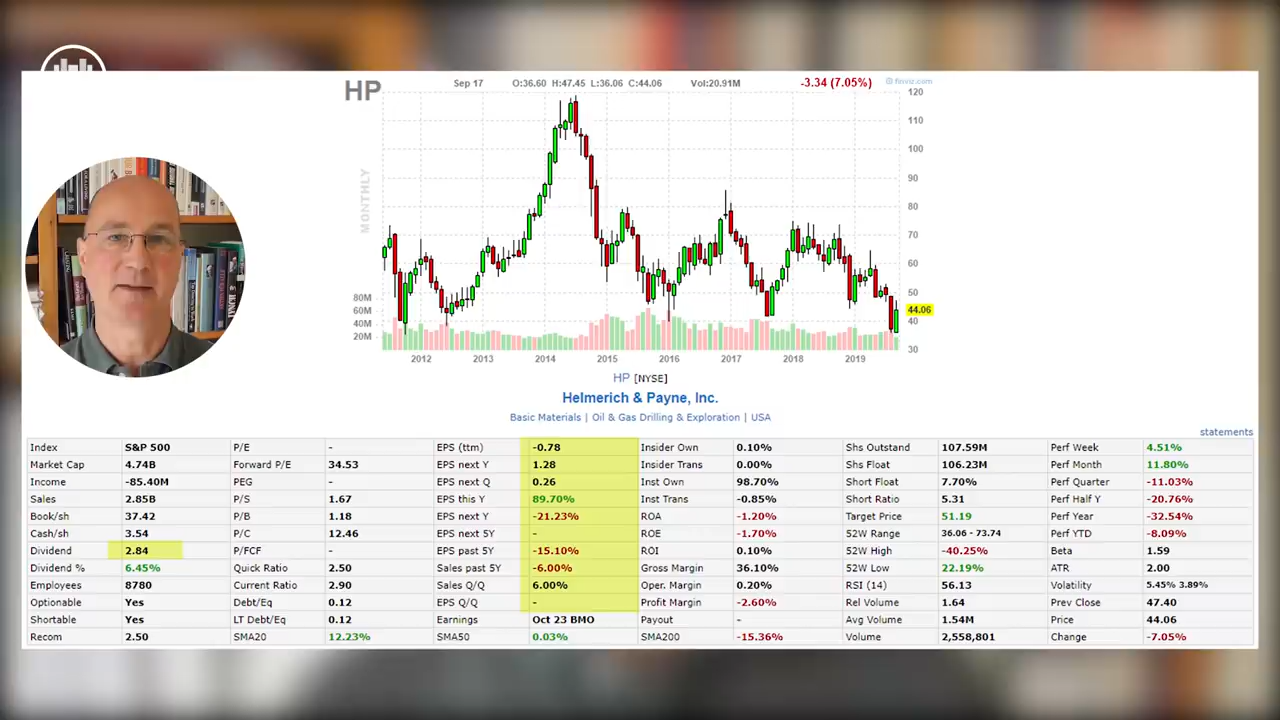 HP Sep 17 O:36.60 H:47.45 L:36.06 C:44.06 Vol:20.91M -3.34 (7.05%) © finviz.com
120
110
100
90
80
70
60
50
44.06
40
30
MONTHLY
80M
60M
40M
20M
2012 2013 2014 2015 2016 2017 2018 2019
HP [NYSE]
Helmerich & Payne, Inc.
Basic Materials | Oil & Gas Drilling & Exploration | USA
statements
Index S&P 500 P/E - EPS (ttm) -0.78 Insider Own 0.10% Shs Outstand 107.59M Perf Week 4.51%
Market Cap 4.74B Forward P/E 34.53 EPS next Y 1.28 Insider Trans 0.00% Shs Float 106.23M Perf Month 11.80%
Income -85.40M PEG - EPS next Q 0.26 Inst Own 98.70% Short Float 7.70% Perf Quarter -11.03%
Sales 2.85B P/S 1.67 EPS this Y 89.70% Inst Trans -0.85% Short Ratio 5.31 Perf Half Y -20.76%
Book/sh 37.42 P/B 1.18 EPS next Y -21.23% ROA -1.20% Target Price 51.19 Perf Year -32.54%
Cash/sh 3.54 P/C 12.46 EPS next 5Y - ROE -1.70% 52W Range 36.06 - 73.74 Perf YTD -8.09%
Dividend 2.84 P/FCF - EPS past 5Y -15.10% ROI 0.10% 52W High -40.25% Beta 1.59
Dividend % 6.45% Quick Ratio 2.50 Sales past 5Y -6.00% Gross Margin 36.10% 52W Low 22.19% ATR 2.00
Employees 8780 Current Ratio 2.90 Sales Q/Q 6.00% Oper. Margin 0.20% RSI (14) 56.13 Volatility 5.45% 3.89%
Optionable Yes Debt/Eq 0.12 EPS Q/Q - Profit Margin -2.60% Rel Volume 1.64 Prev Close 47.40
Shortable Yes LT Debt/Eq 0.12 Earnings Oct 23 BMO Payout - Avg Volume 1.54M Price 44.06
Recom 2.50 SMA20 12.23% SMA50 0.03% SMA200 -15.36% Volume 2,558,801 Change -7.05%